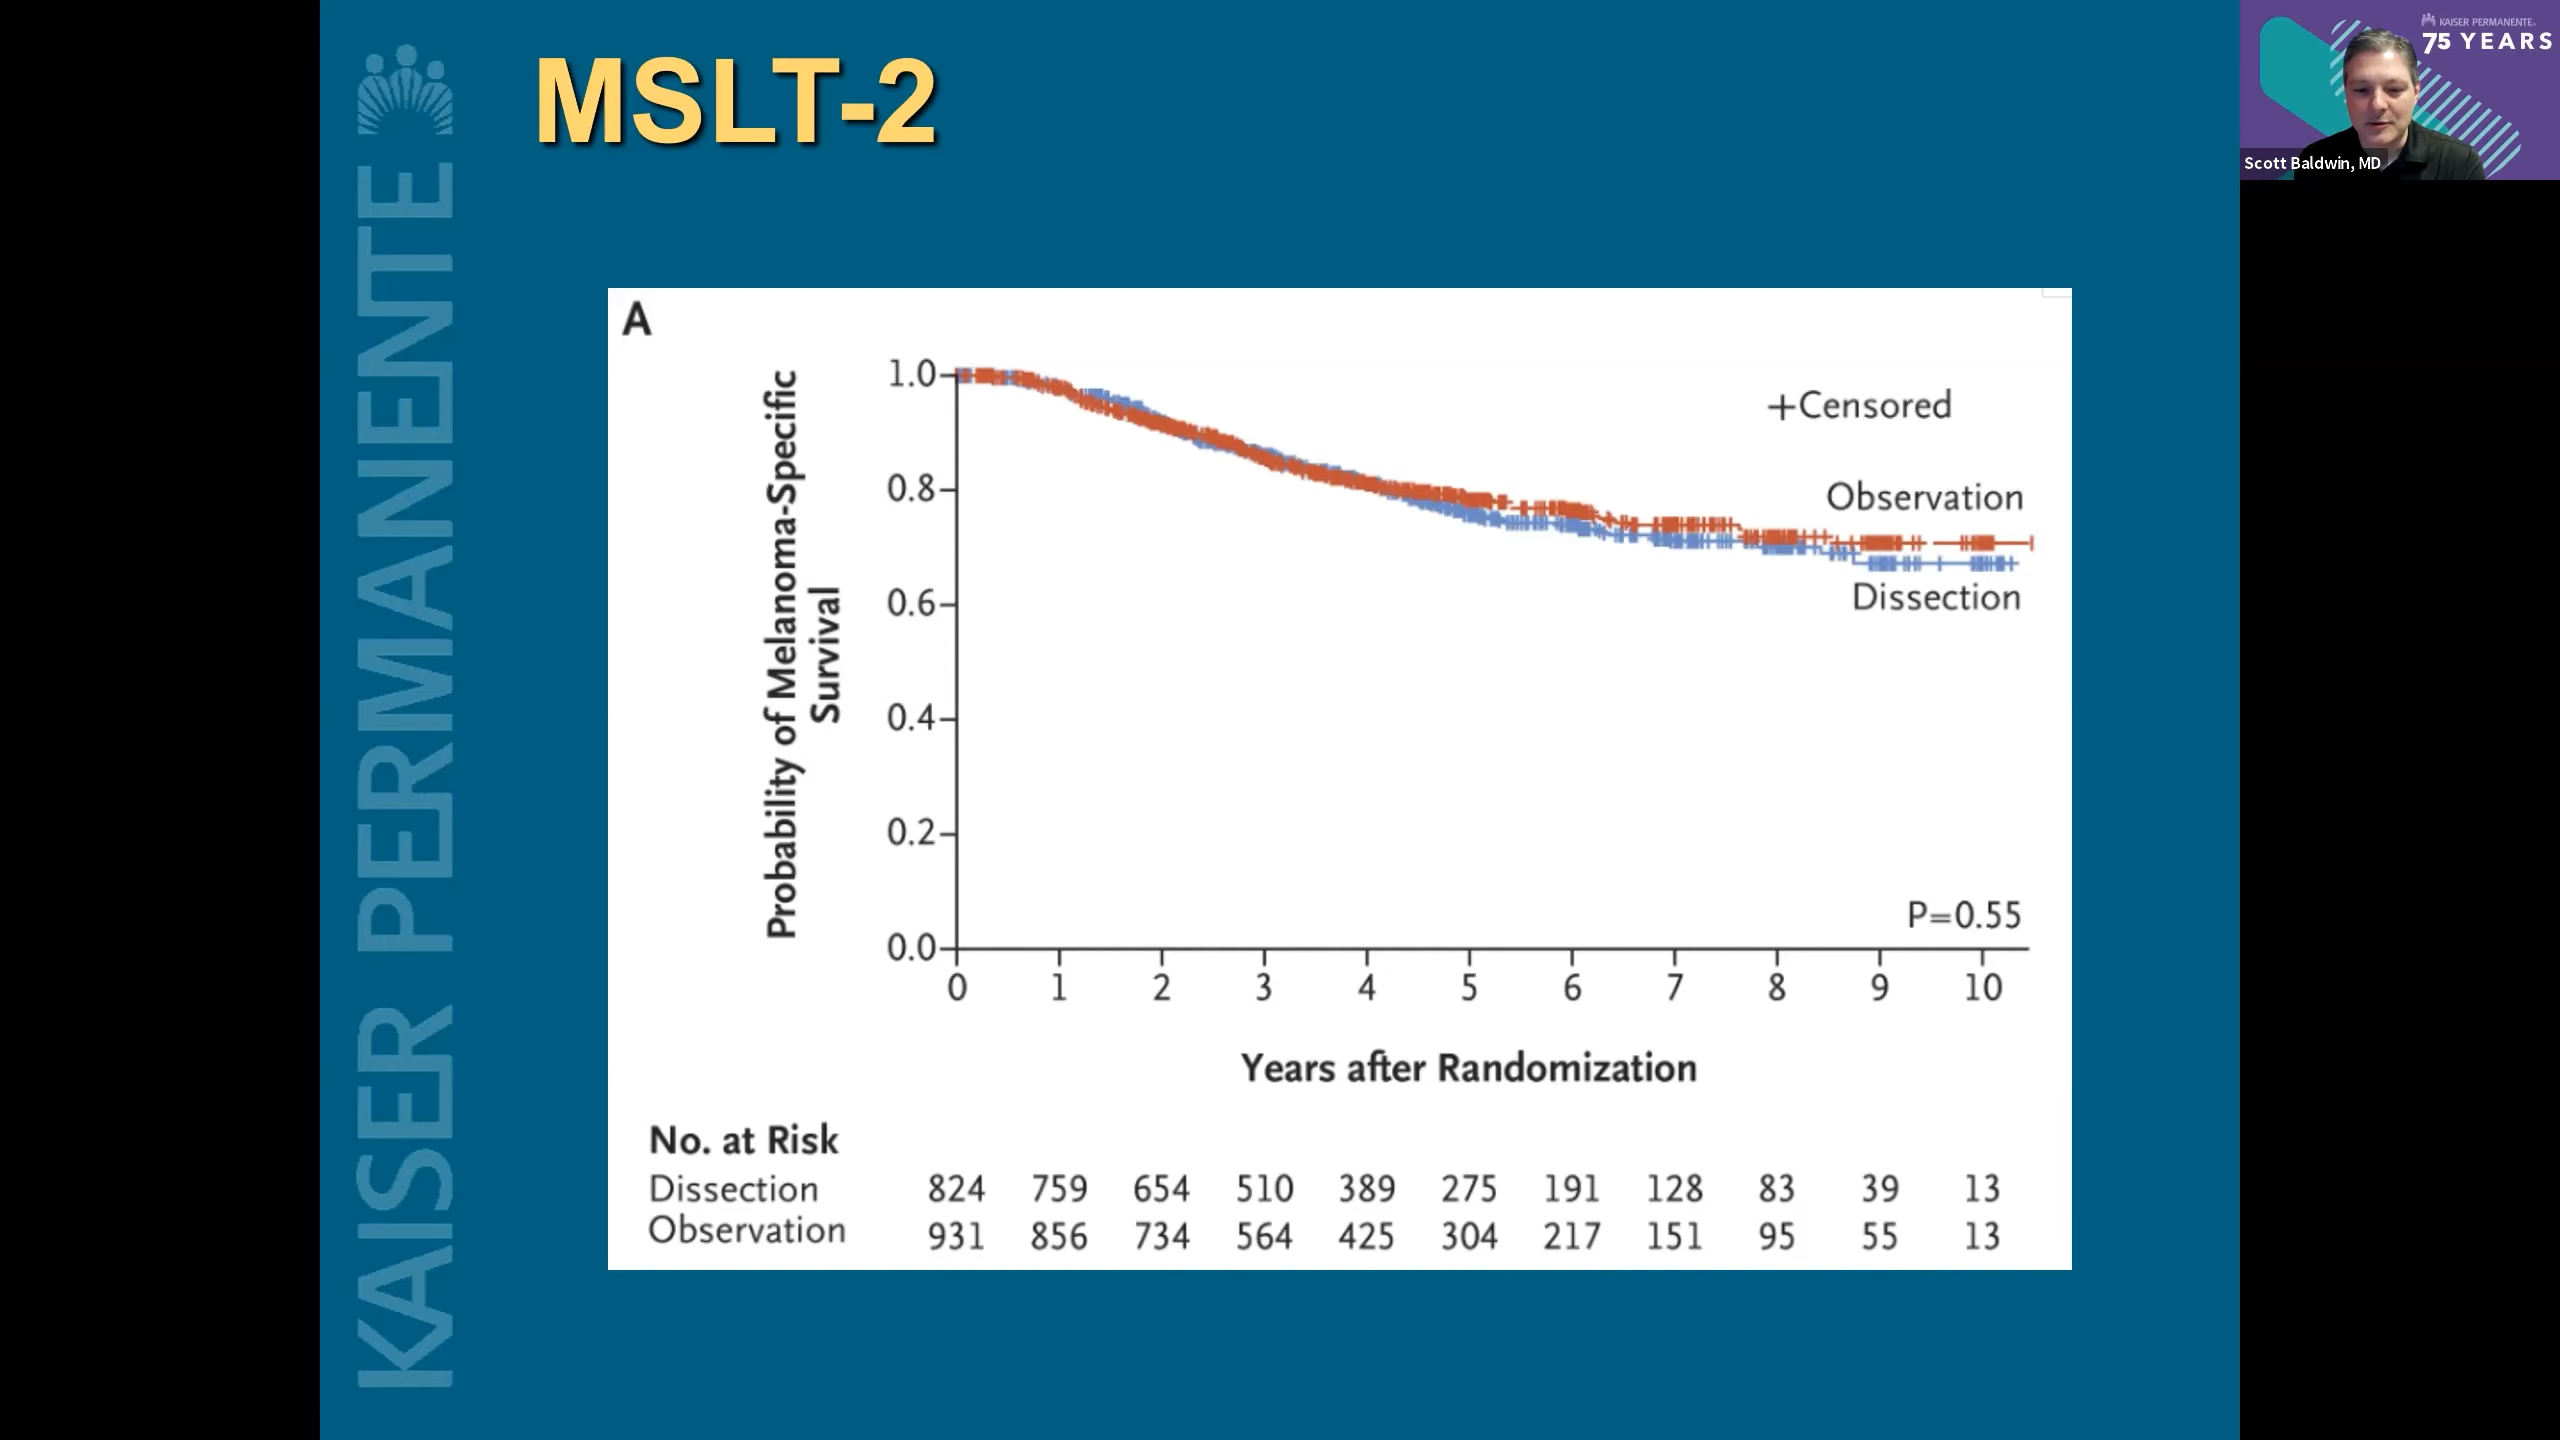 MSLT-2
KAISER PERMANENTE
KAISER PERMANENTE.
75 YEARS
Scott Baldwin, MD
A
Probability of Melanoma-Specific
Survival
1.0
0.8
0.6
0.4
0.2
0.0
+Censored
Observation
Dissection
P=0.55
0 1 2 3 4 5 6 7 8 9 10
Years after Randomization
No. at Risk
Dissection 824 759 654 510 389 275 191 128 83 39 13
Observation 931 856 734 564 425 304 217 151 95 55 13